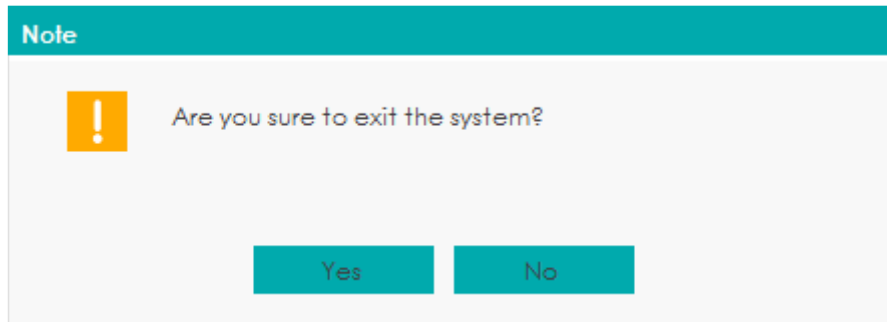 Note
Are you sure to exit the system?
Yes
No